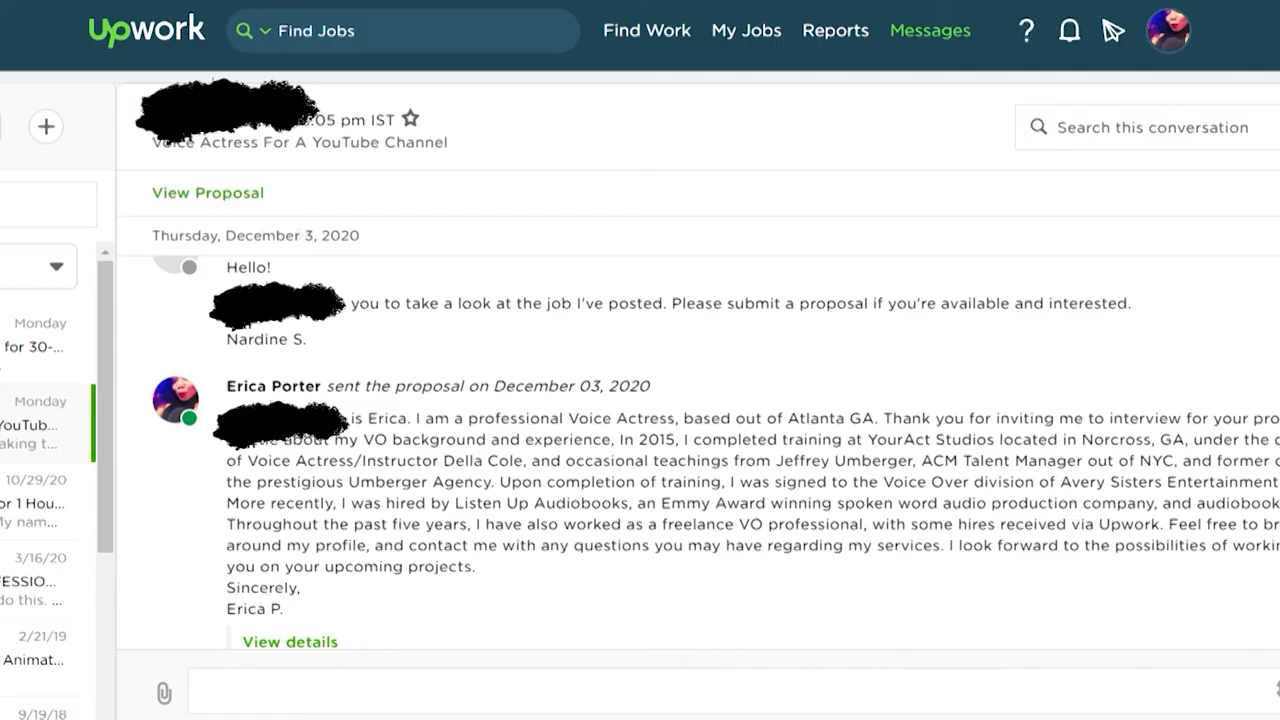 upwork
Find Jobs
Find Work
My Jobs
Reports
Messages
?
05 pm IST
Voice Actress For A YouTube Channel
Search this conversation
View Proposal
Thursday, December 3, 2020
Hello!
you to take a look at the job I've posted. Please submit a proposal if you're available and interested.
Nardine S.
Erica Porter sent the proposal on December 03, 2020
is Erica. I am a professional Voice Actress, based out of Atlanta GA. Thank you for inviting me to interview for your
about my VO background and experience, In 2015, I completed training at YourAct Studios located in Norcross, GA, under the
of Voice Actress/Instructor Della Cole, and occasional teachings from Jeffrey Umberger, ACM Talent Manager out of NYC, and former
the prestigious Umberger Agency. Upon completion of training, I was signed to the Voice Over division of Avery Sisters Entertainment
More recently, I was hired by Listen Up Audiobooks, an Emmy Award winning spoken word audio production company, and audiobook
Throughout the past five years, I have also worked as a freelance VO professional, with some hires received via Upwork. Feel free to
around my profile, and contact me with any questions you may have regarding my services. I look forward to the possibilities of
you on your upcoming projects.
Sincerely,
Erica P.
View details
Monday
for 30-...
Monday
YouTub...
aking t...
10/29/20
or 1 Hou...
My nam...
3/16/20
ESSIO...
do this. ...
2/21/19
Animat...
9/19/18